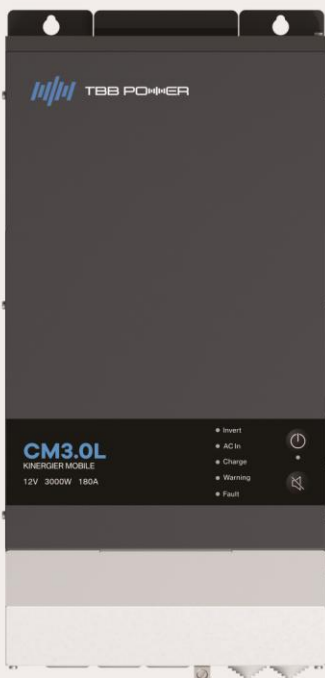 TBB POWER
CM3.0L
KINERGIER MOBILE
12V 3000W 180A
Invert
AC In
Charge
Warning
Fault